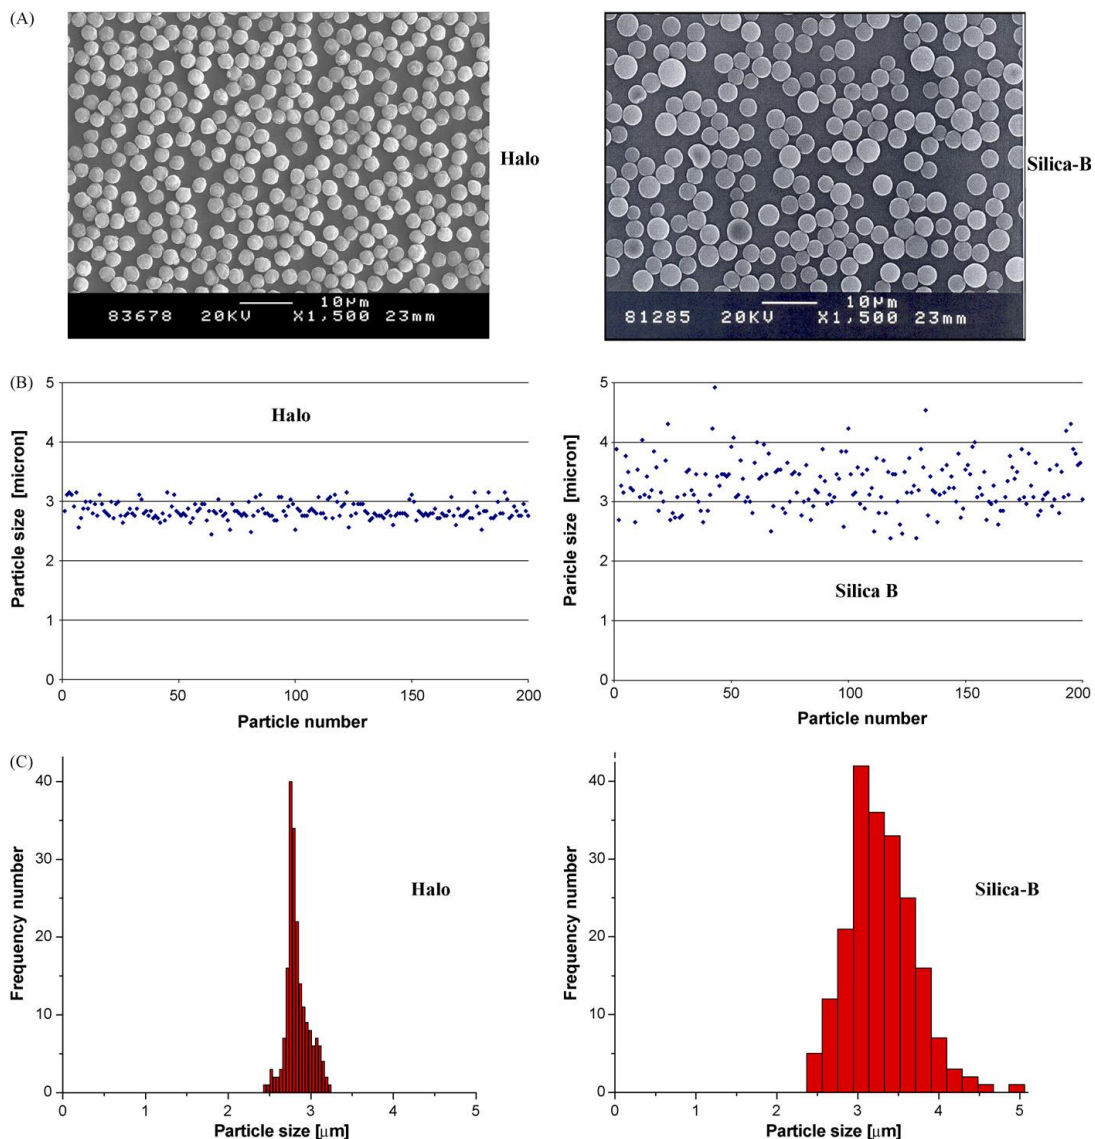 (A)
Halo
10µm
83678 20KV X1,500 23mm
Silica-B
10µm
81285 20KV X1,500 23mm
(B)
5
4
3
2
1
0
Particle size [micron]
Halo
0 50 100 150 200
Particle number
5
4
3
2
1
0
Paricle size [micron]
Silica B
0 50 100 150 200
Particle number
(C)
40
30
20
10
0
Frequency number
Halo
0 1 2 3 4 5
Particle size [µm]
40
30
20
10
0
Frequency number
Silica-B
0 1 2 3 4 5
Particle size [µm]